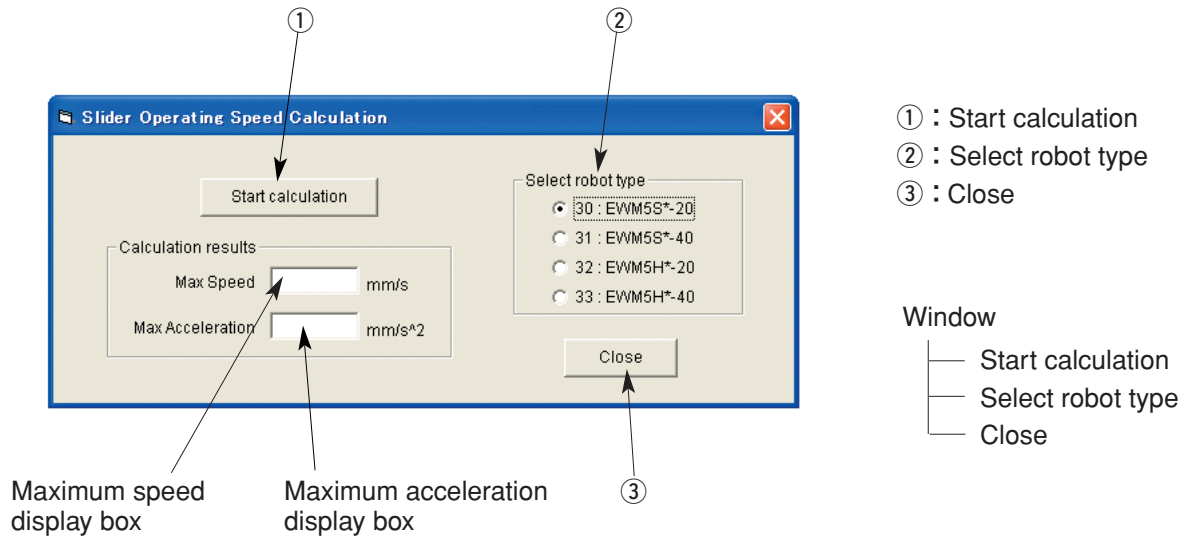 ① ②
Slider Operating Speed Calculation
Start calculation
Calculation results
Max Speed mm/s
Max Acceleration mm/s^2
Select robot type
30 : EWM5S*-20
31 : EWM5S*-40
32 : EWM5H*-20
33 : EWM5H*-40
Close
Maximum speed
display box
Maximum acceleration
display box
③
① : Start calculation
② : Select robot type
③ : Close
Window
Start calculation
Select robot type
Close